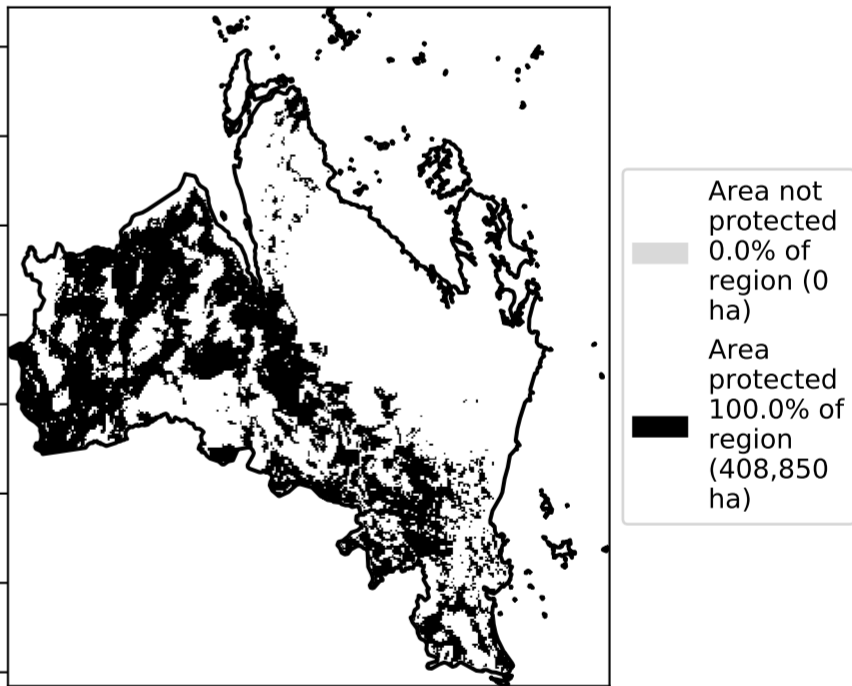 Area not
protected
0.0% of
region (0
ha)
Area
protected
100.0% of
region
(408,850
ha)